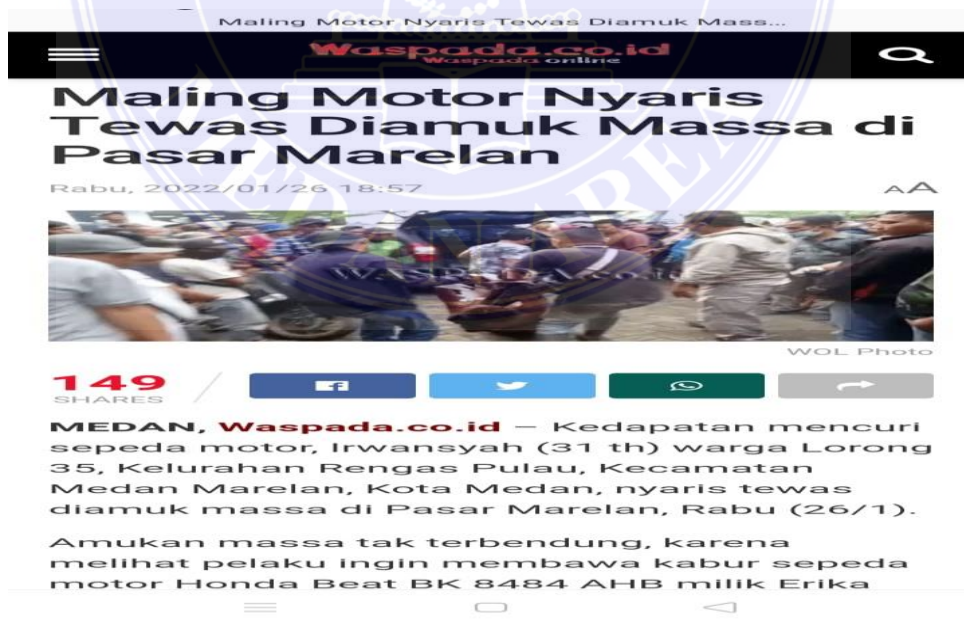 Maling Motor Nyaris Tewas Diamuk Mass...
Waspada.co.id
Waspada online
Maling Motor Nyaris
Tewas Diamuk Massa di
Pasar Marelan
Rabu, 2022/01/26 18:57
AA
WASPADA.co.id
WOL Photo
149
SHARES
MEDAN, Waspada.co.id – Kedapatan mencuri
sepeda motor, Irwansyah (31 th) warga Lorong
35, Kelurahan Rengas Pulau, Kecamatan
Medan Marelan, Kota Medan, nyaris tewas
diamuk massa di Pasar Marelan, Rabu (26/1).
Amukan massa tak terbendung, karena
melihat pelaku ingin membawa kabur sepeda
motor Honda Beat BK 8484 AHB milik Erika